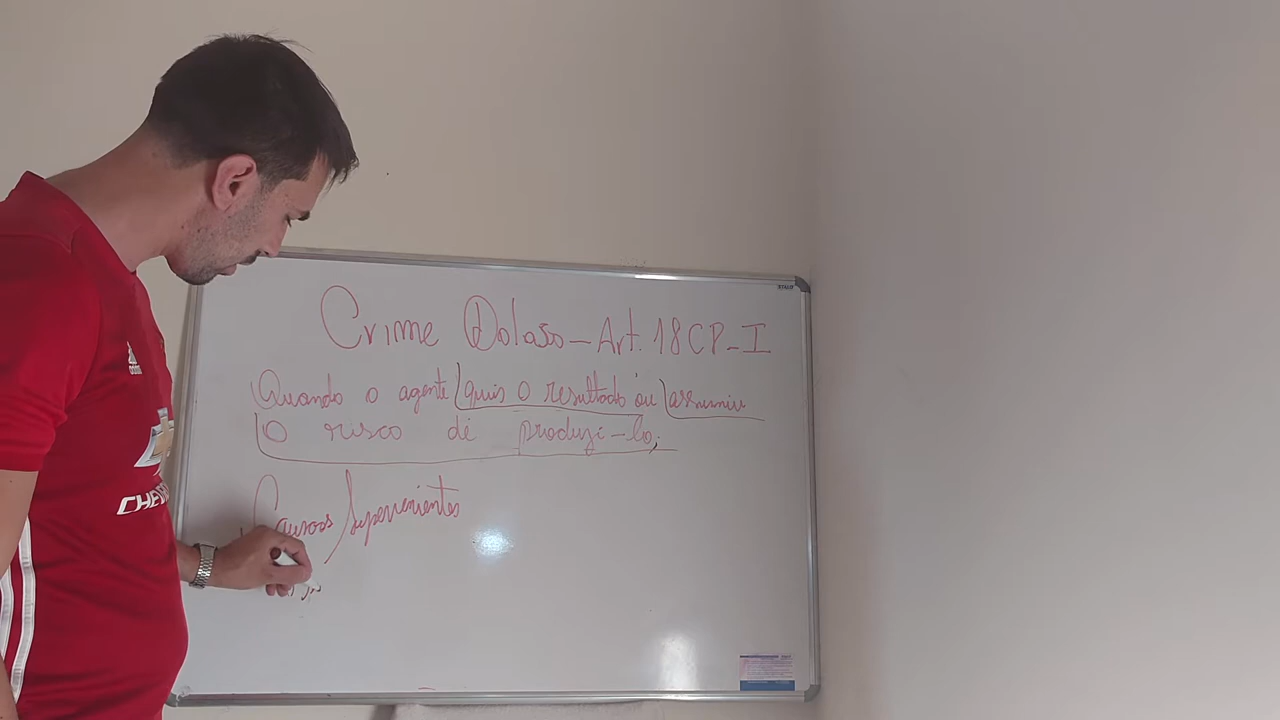 Crime Doloso - Art. 18 CP - I
Quando o agente quis o resultado ou assumiu
o risco de produzi-lo;
Causas Supervenientes
CHEV